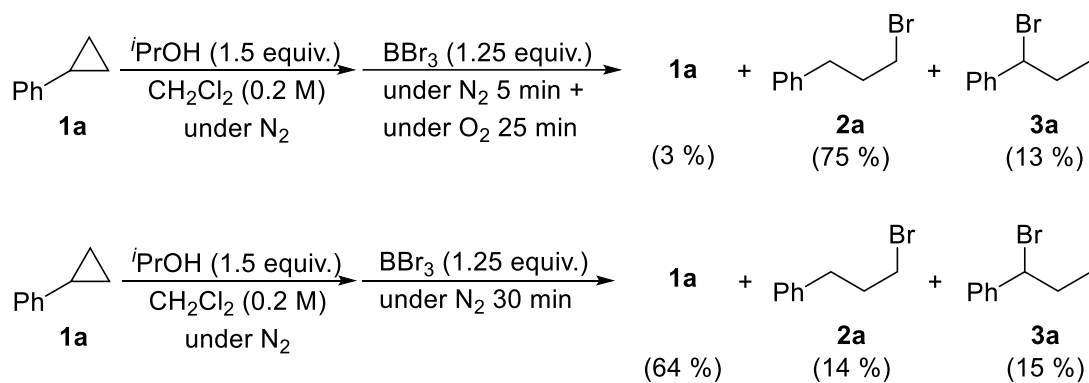 ⁱPrOH (1.5 equiv.) BBr₃ (1.25 equiv.) Br Br
Ph CH₂Cl₂ (0.2 M) under N₂ 5 min + 1a + Ph + Ph
1a under N₂ under O₂ 25 min 2a 3a
(3 %) (75 %) (13 %)
ⁱPrOH (1.5 equiv.) BBr₃ (1.25 equiv.) Br Br
Ph CH₂Cl₂ (0.2 M) under N₂ 30 min 1a + Ph + Ph
1a under N₂ 2a 3a
(64 %) (14 %) (15 %)